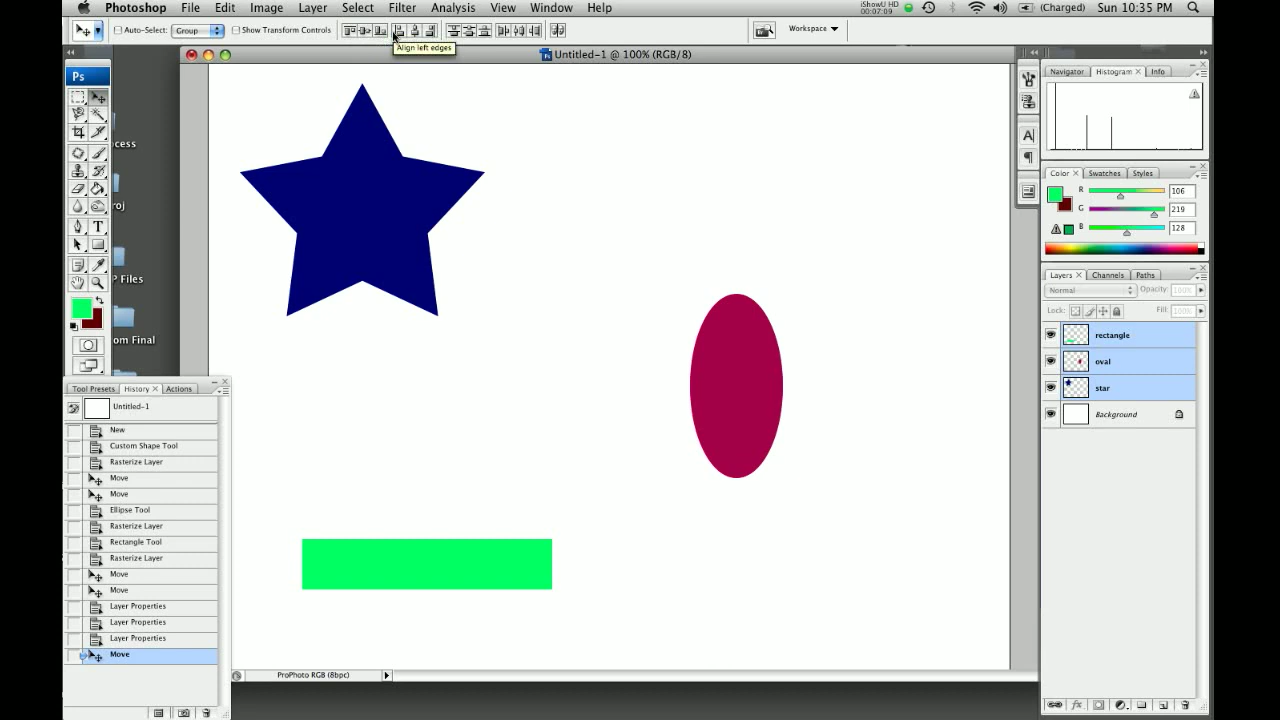 Photoshop File Edit Image Layer Select Filter Analysis View Window Help
iShowU HD
00:07:09
(Charged) Sun 10:35 PM
Auto-Select: Group Show Transform Controls
Workspace
Align left edges
Untitled-1 @ 100% (RGB/8)
Ps
Navigator Histogram × Info
cess
roj
P Files
om Final
T
A
Color × Swatches Styles
R 106
G 219
B 128
Layers × Channels Paths
Normal Opacity: 100%
Lock: Fill: 100%
rectangle
oval
star
Background
Tool Presets History × Actions
Untitled-1
New
Custom Shape Tool
Rasterize Layer
Move
Move
Ellipse Tool
Rasterize Layer
Rectangle Tool
Rasterize Layer
Move
Move
Layer Properties
Layer Properties
Layer Properties
Move
ProPhoto RGB (8bpc)
fx